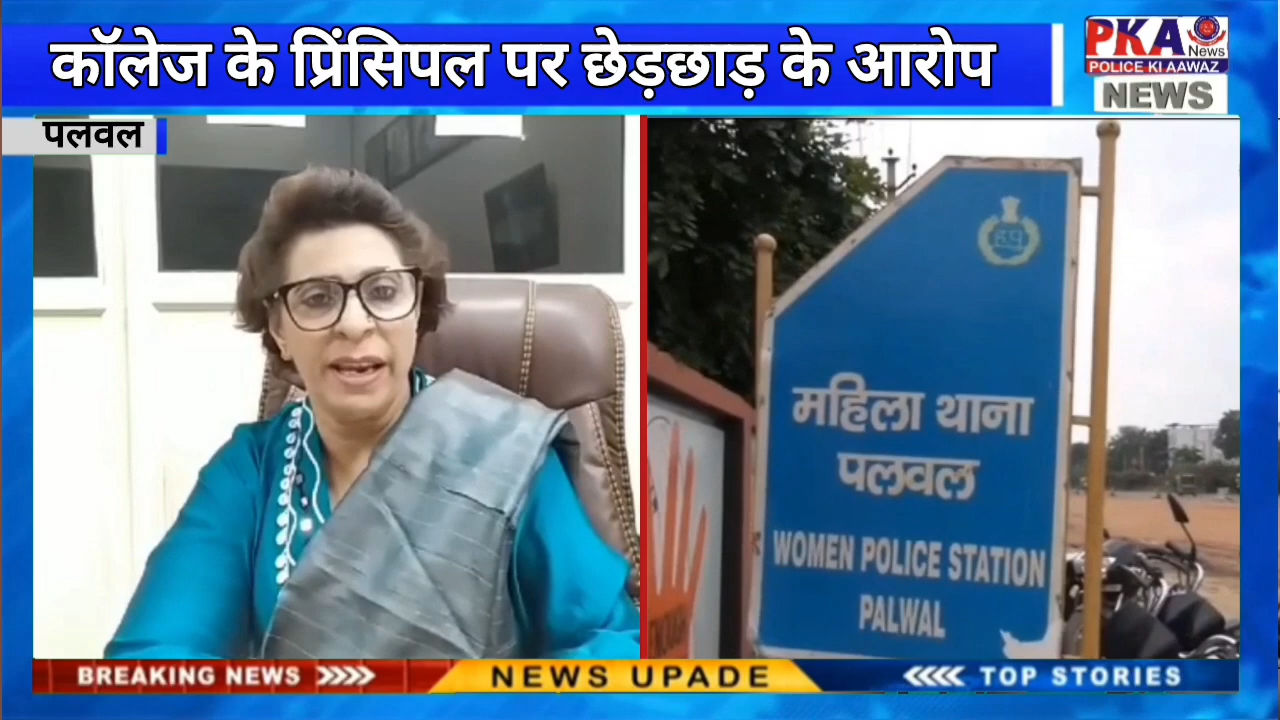 कॉलेज के प्रिंसिपल पर छेड़छाड़ के आरोप
PKA News
POLICE KI AAWAZ
NEWS
पलवल
ह पु
महिला थाना
पलवल
WOMEN POLICE STATION
PALWAL
BREAKING NEWS
NEWS UPADE
TOP STORIES